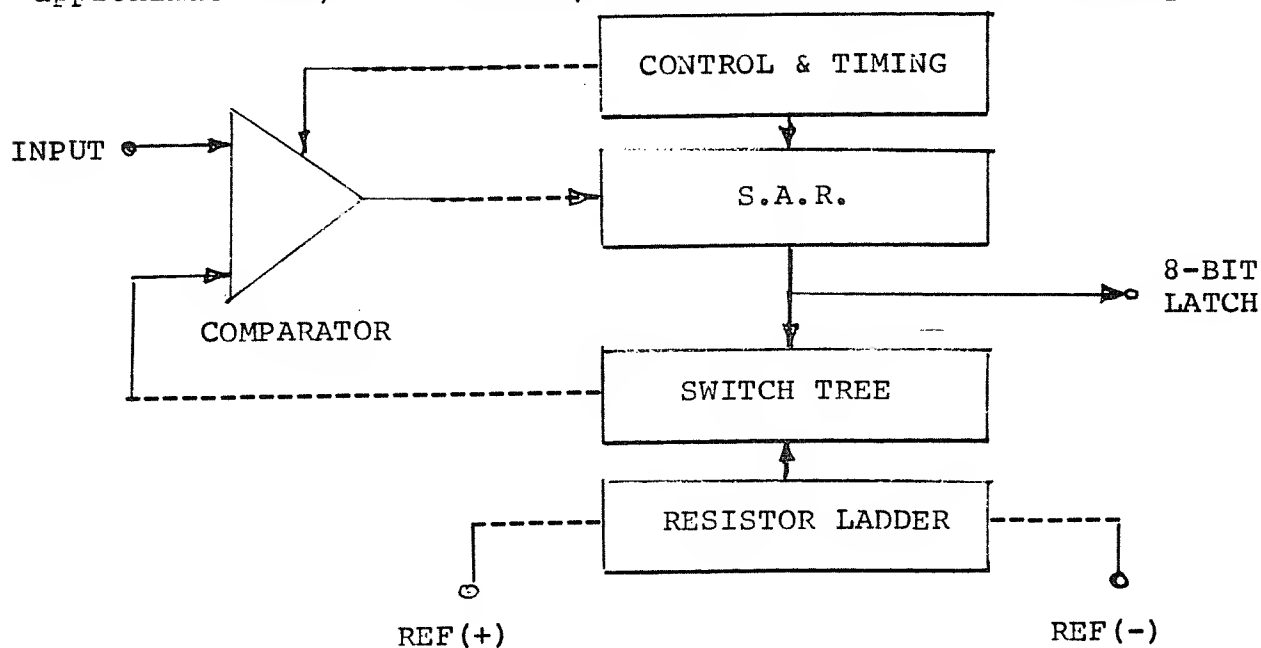 CONTROL & TIMING
INPUT
S.A.R.
8-BIT
LATCH
COMPARATOR
SWITCH TREE
RESISTOR LADDER
REF(+)
REF(-)